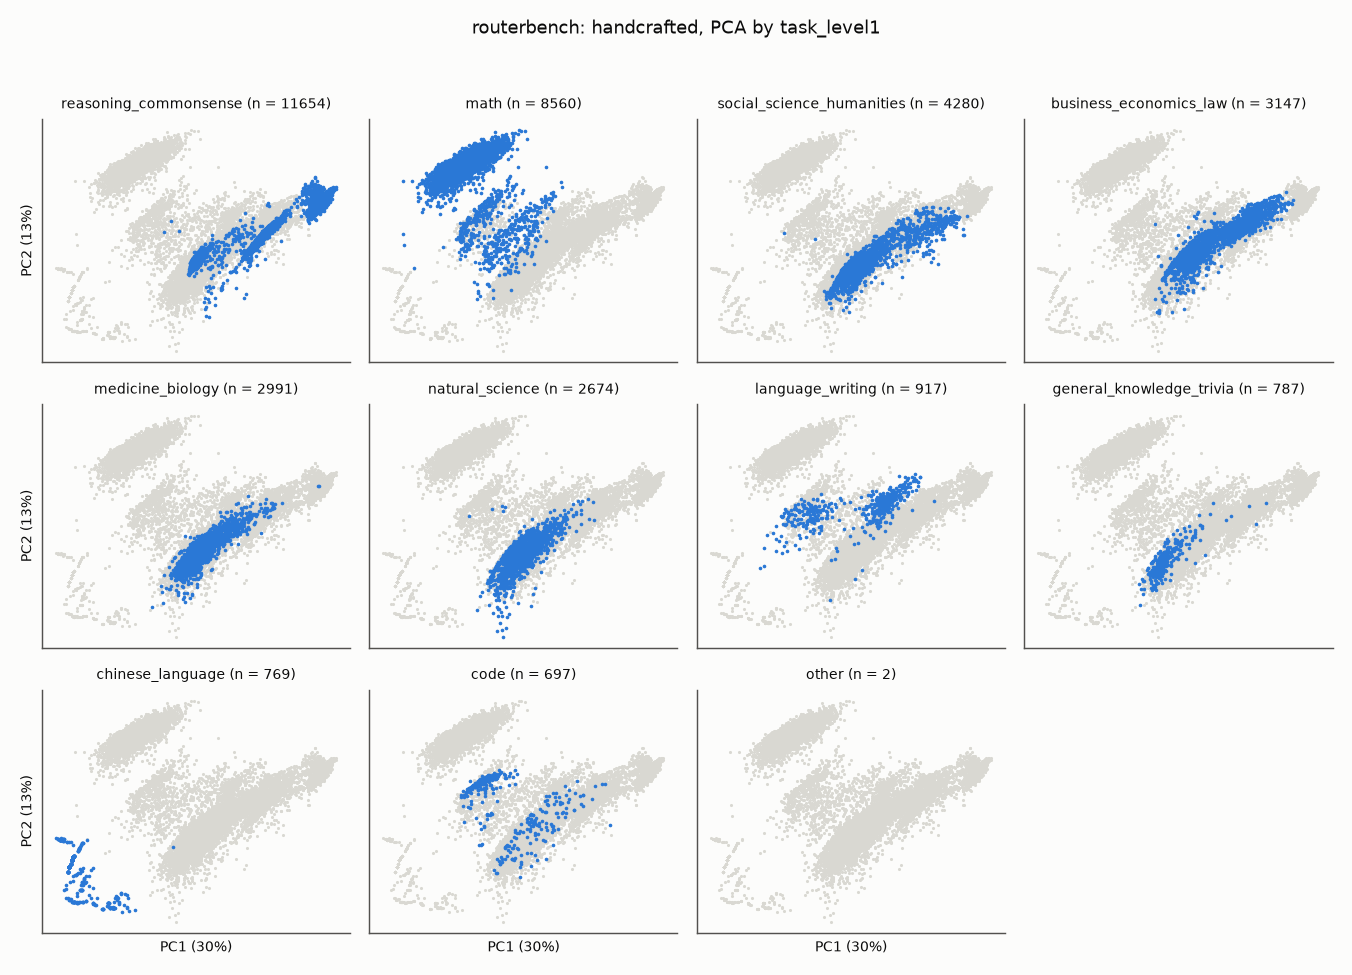 routerbench: handcrafted, PCA by task_level1
reasoning_commonsense (n = 11654)
math (n = 8560)
social_science_humanities (n = 4280)
business_economics_law (n = 3147)
PC2 (13%)
medicine_biology (n = 2991)
natural_science (n = 2674)
language_writing (n = 917)
general_knowledge_trivia (n = 787)
PC2 (13%)
chinese_language (n = 769)
code (n = 697)
other (n = 2)
PC2 (13%)
PC1 (30%)
PC1 (30%)
PC1 (30%)